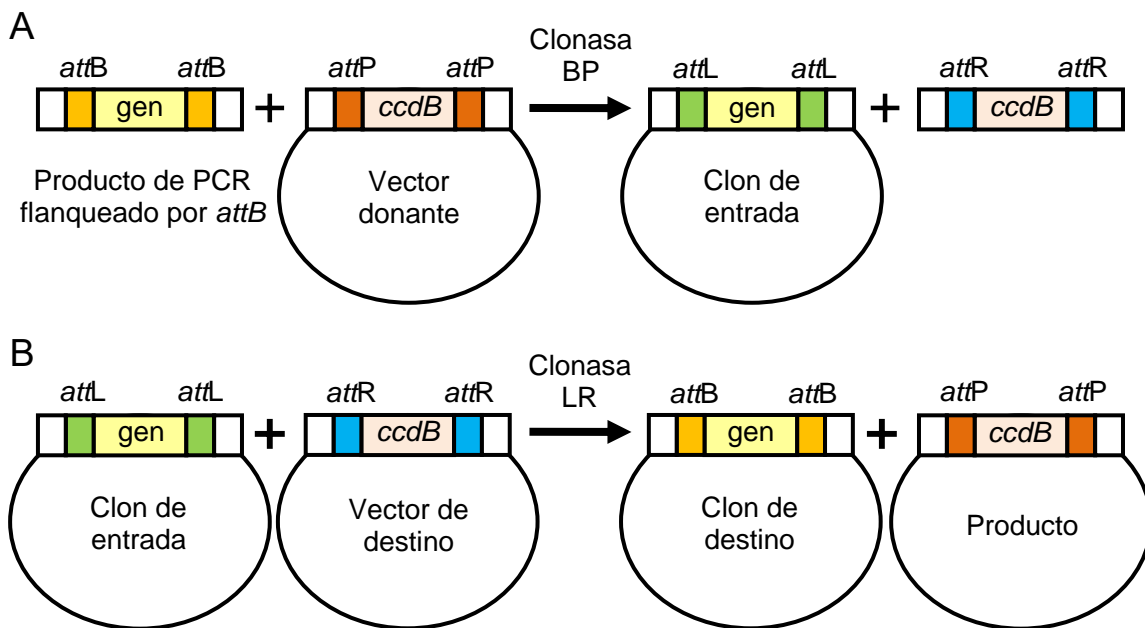 A
Clonasa
BP
attB attB attP attP attL attL attR attR
gen + ccdB gen + ccdB
Producto de PCR
flanqueado por attB
Vector
donante
Clon de
entrada
B
Clonasa
LR
attL attL attR attR attB attB attP attP
gen + ccdB gen + ccdB
Clon de
entrada
Vector de
destino
Clon de
destino
Producto